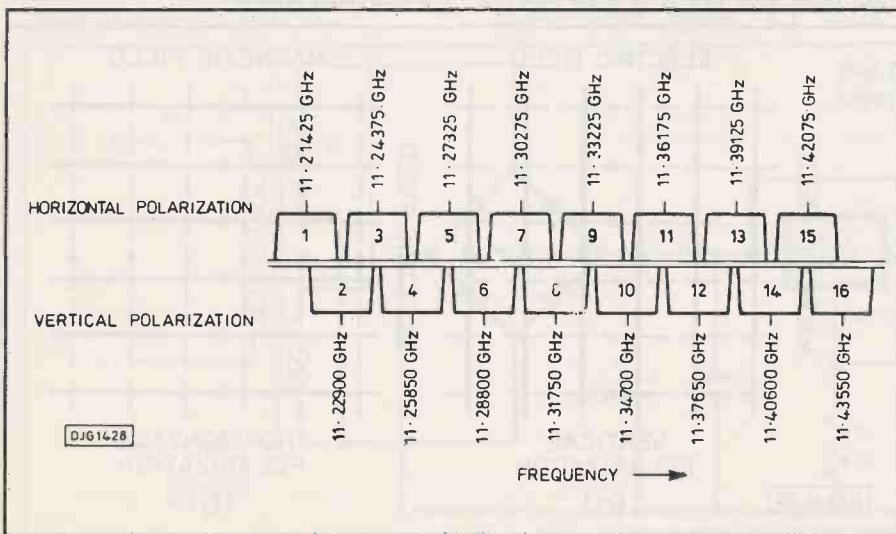 11·21425 GHz
11·24375 GHz
11·27325 GHz
11·30275 GHz
11·33225 GHz
11·36175 GHz
11·39125 GHz
11·42075 GHz
HORIZONTAL POLARIZATION
1 3 5 7 9 11 13 15
2 4 6 8 10 12 14 16
VERTICAL POLARIZATION
11·22900 GHz
11·25850 GHz
11·28800 GHz
11·31750 GHz
11·34700 GHz
11·37650 GHz
11·40600 GHz
11·43550 GHz
DJG1428
FREQUENCY